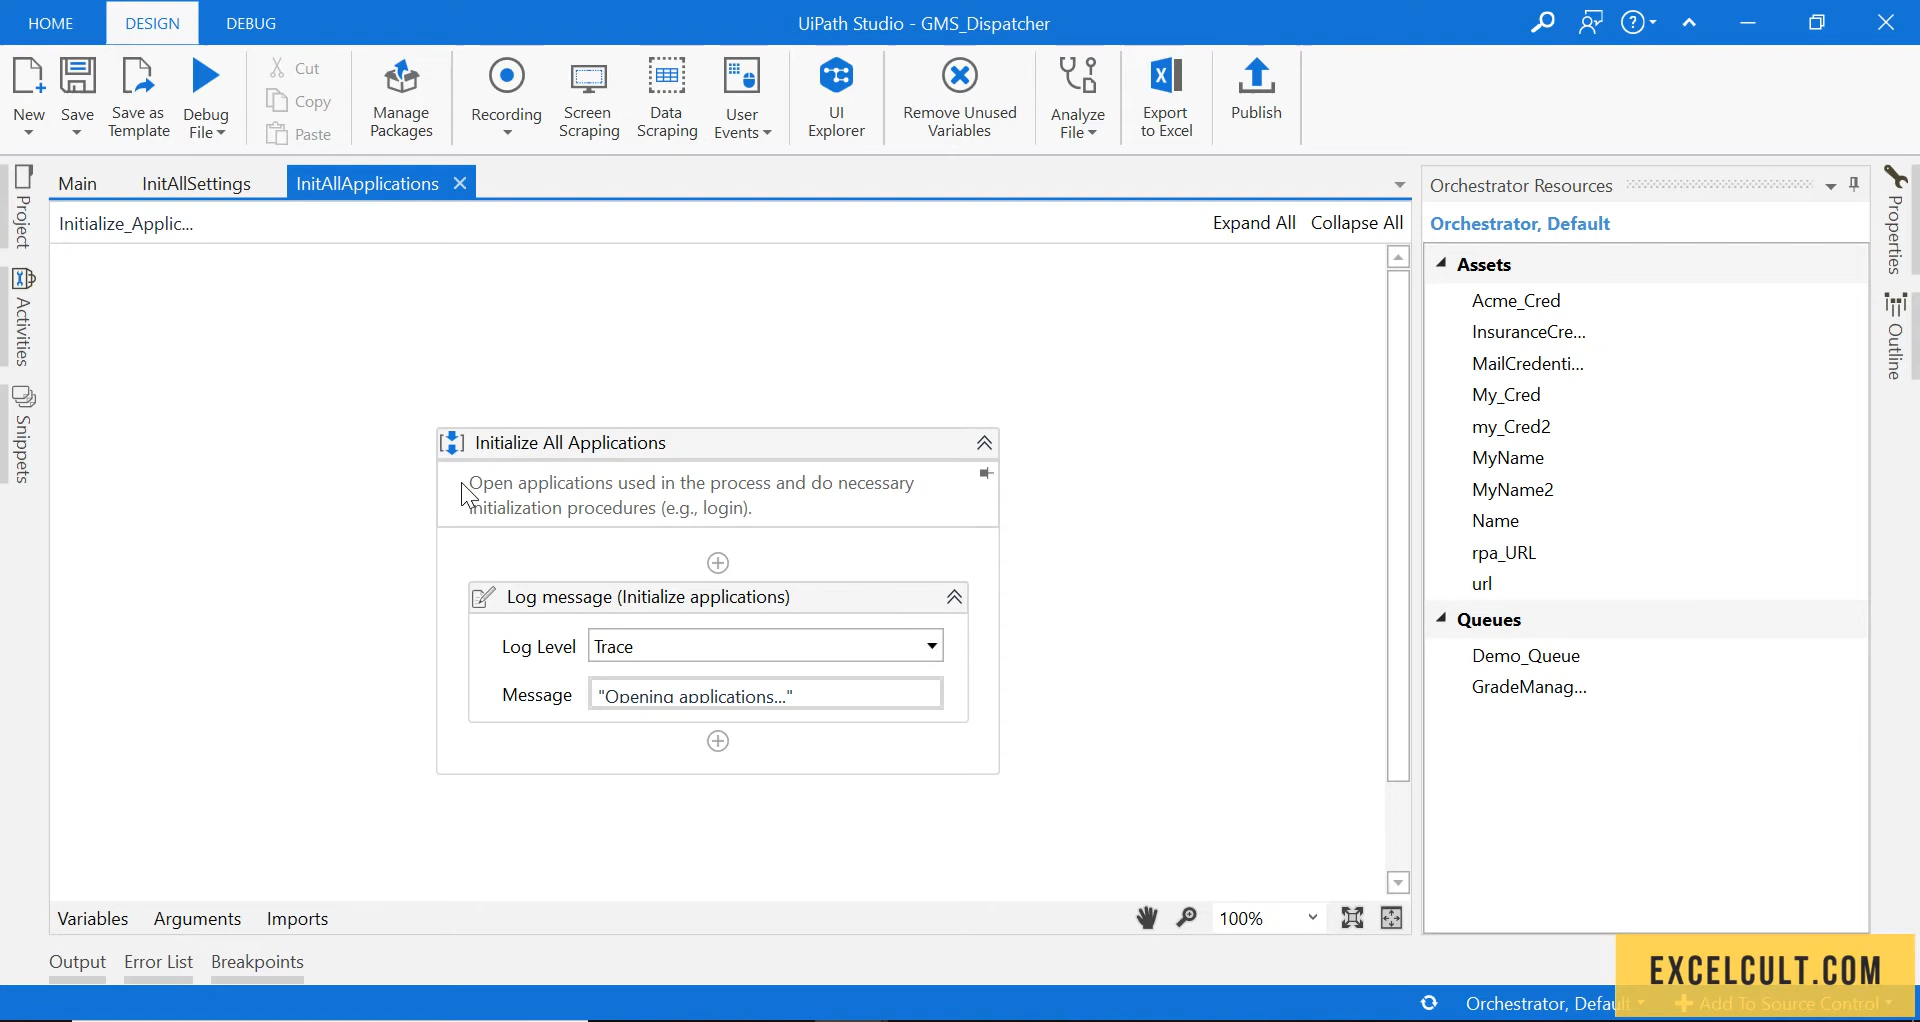 HOME
DESIGN
DEBUG
UiPath Studio - GMS_Dispatcher
New
Save
Save as
Template
Debug
File
Cut
Copy
Paste
Manage
Packages
Recording
Screen
Scraping
Data
Scraping
User
Events
UI
Explorer
Remove Unused
Variables
Analyze
File
Export
to Excel
Publish
Project
Activities
Snippets
Main
InitAllSettings
InitAllApplications
Initialize_Applic...
Expand All
Collapse All
Initialize All Applications
Open applications used in the process and do necessary
initialization procedures (e.g., login).
Log message (Initialize applications)
Log Level
Trace
Message
"Opening applications..."
Variables
Arguments
Imports
100%
Output
Error List
Breakpoints
Orchestrator Resources
Orchestrator, Default
Assets
Acme_Cred
InsuranceCre...
MailCredenti...
My_Cred
my_Cred2
MyName
MyName2
Name
rpa_URL
url
Queues
Demo_Queue
GradeManag...
Properties
Outline
EXCELCULT.COM
Orchestrator, Default
Add To Source Control